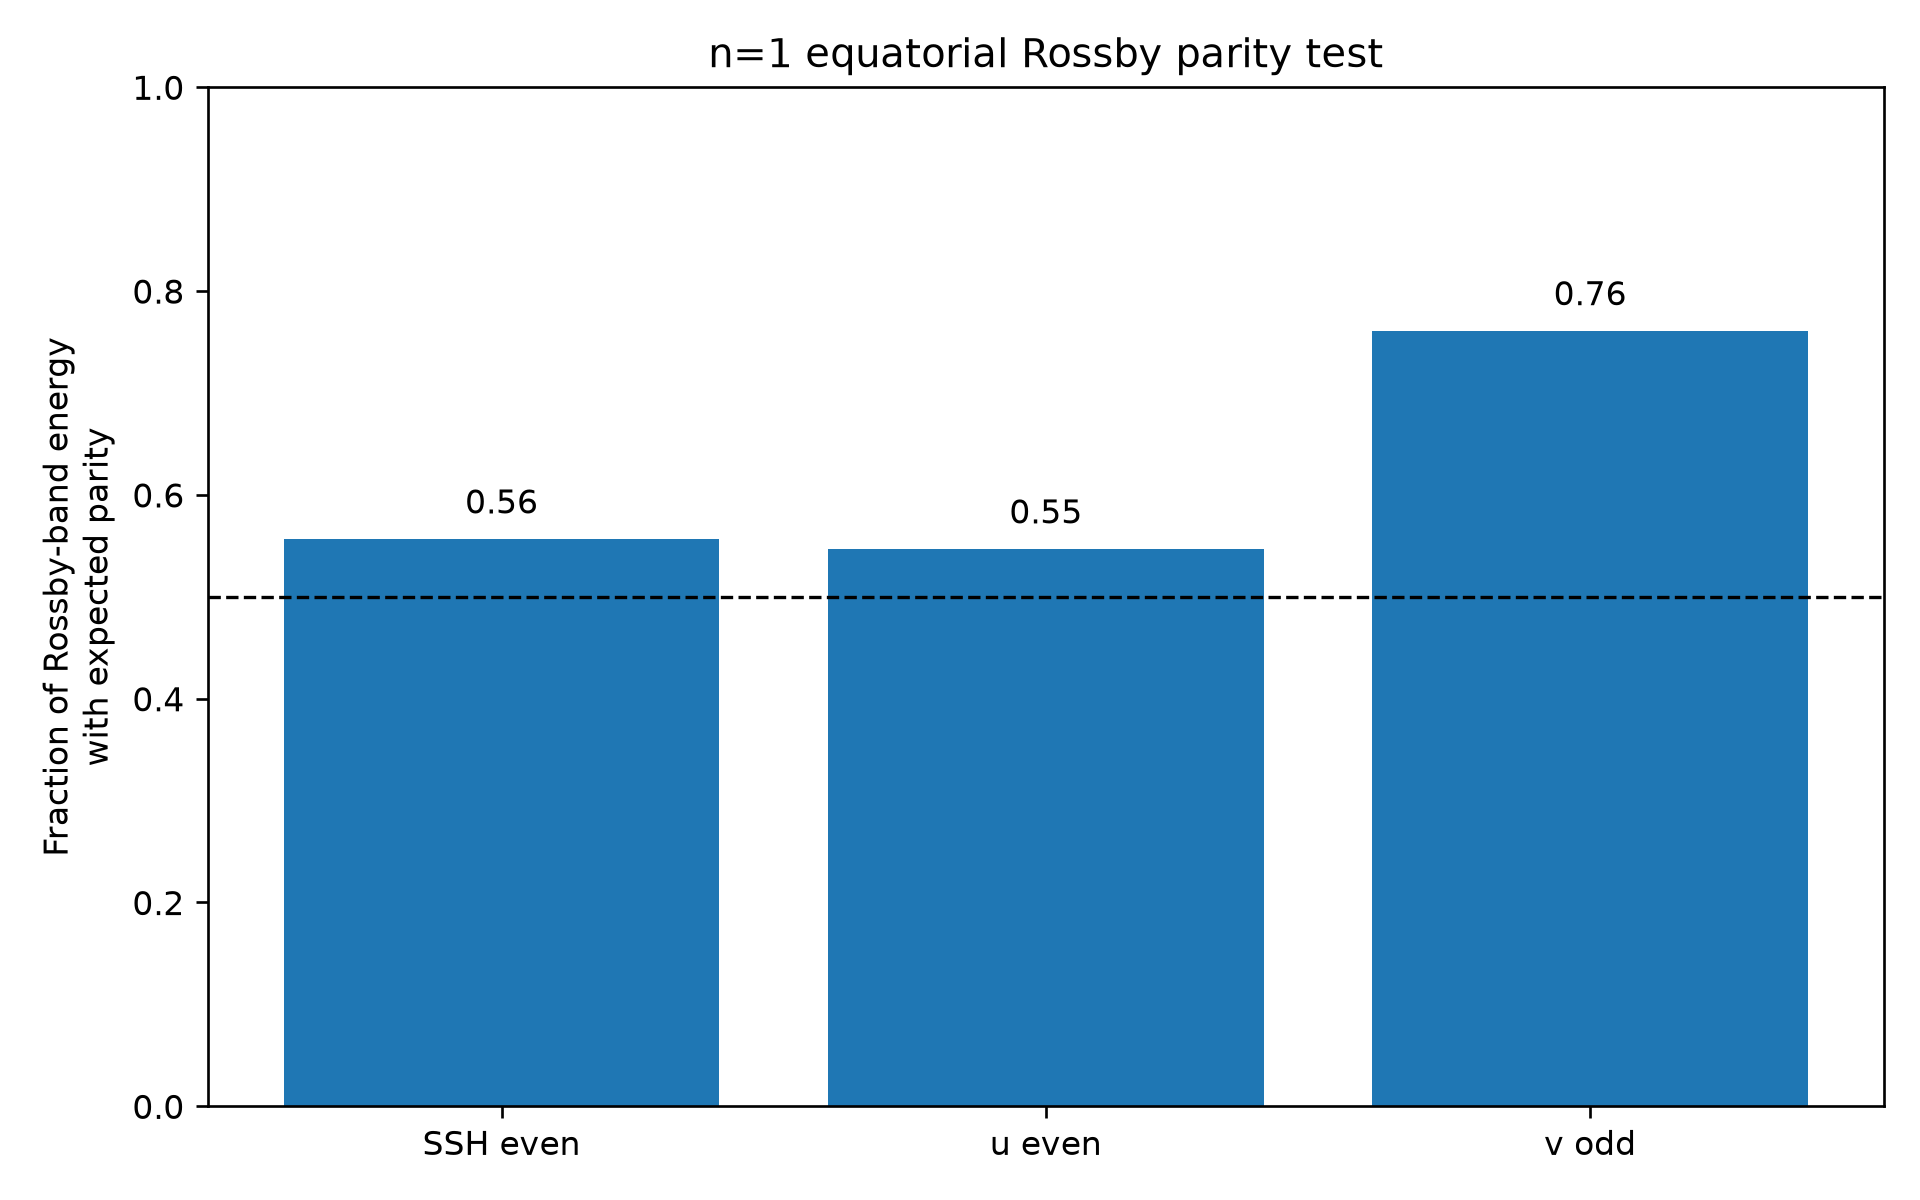 n=1 equatorial Rossby parity test
Fraction of Rossby-band energy
with expected parity
1.0
0.8
0.6
0.4
0.2
0.0
0.56
0.55
0.76
SSH even
u even
v odd